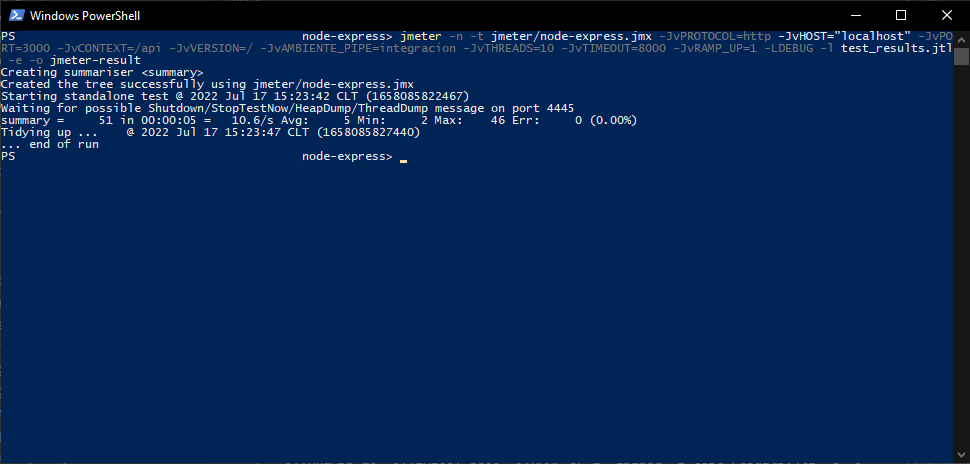 Windows PowerShell
PS node-express> jmeter -n -t jmeter/node-express.jmx -JvPROTOCOL=http -JvHOST="localhost" -JvPO
RT=3000 -JvCONTEXT=/api -JvVERSION=/ -JvAMBIENTE_PIPE=integracion -JvTHREADS=10 -JvTIMEOUT=8000 -JvRAMP_UP=1 -LDEBUG -l test_results.jtl
-e -o jmeter-result
Creating summariser <summary>
Created the tree successfully using jmeter/node-express.jmx
Starting standalone test @ 2022 Jul 17 15:23:42 CLT (1658085822467)
Waiting for possible Shutdown/StopTestNow/HeapDump/ThreadDump message on port 4445
summary =     51 in 00:00:05 =   10.6/s Avg:     5 Min:     2 Max:    46 Err:     0 (0.00%)
Tidying up ...    @ 2022 Jul 17 15:23:47 CLT (1658085827440)
... end of run
PS node-express>